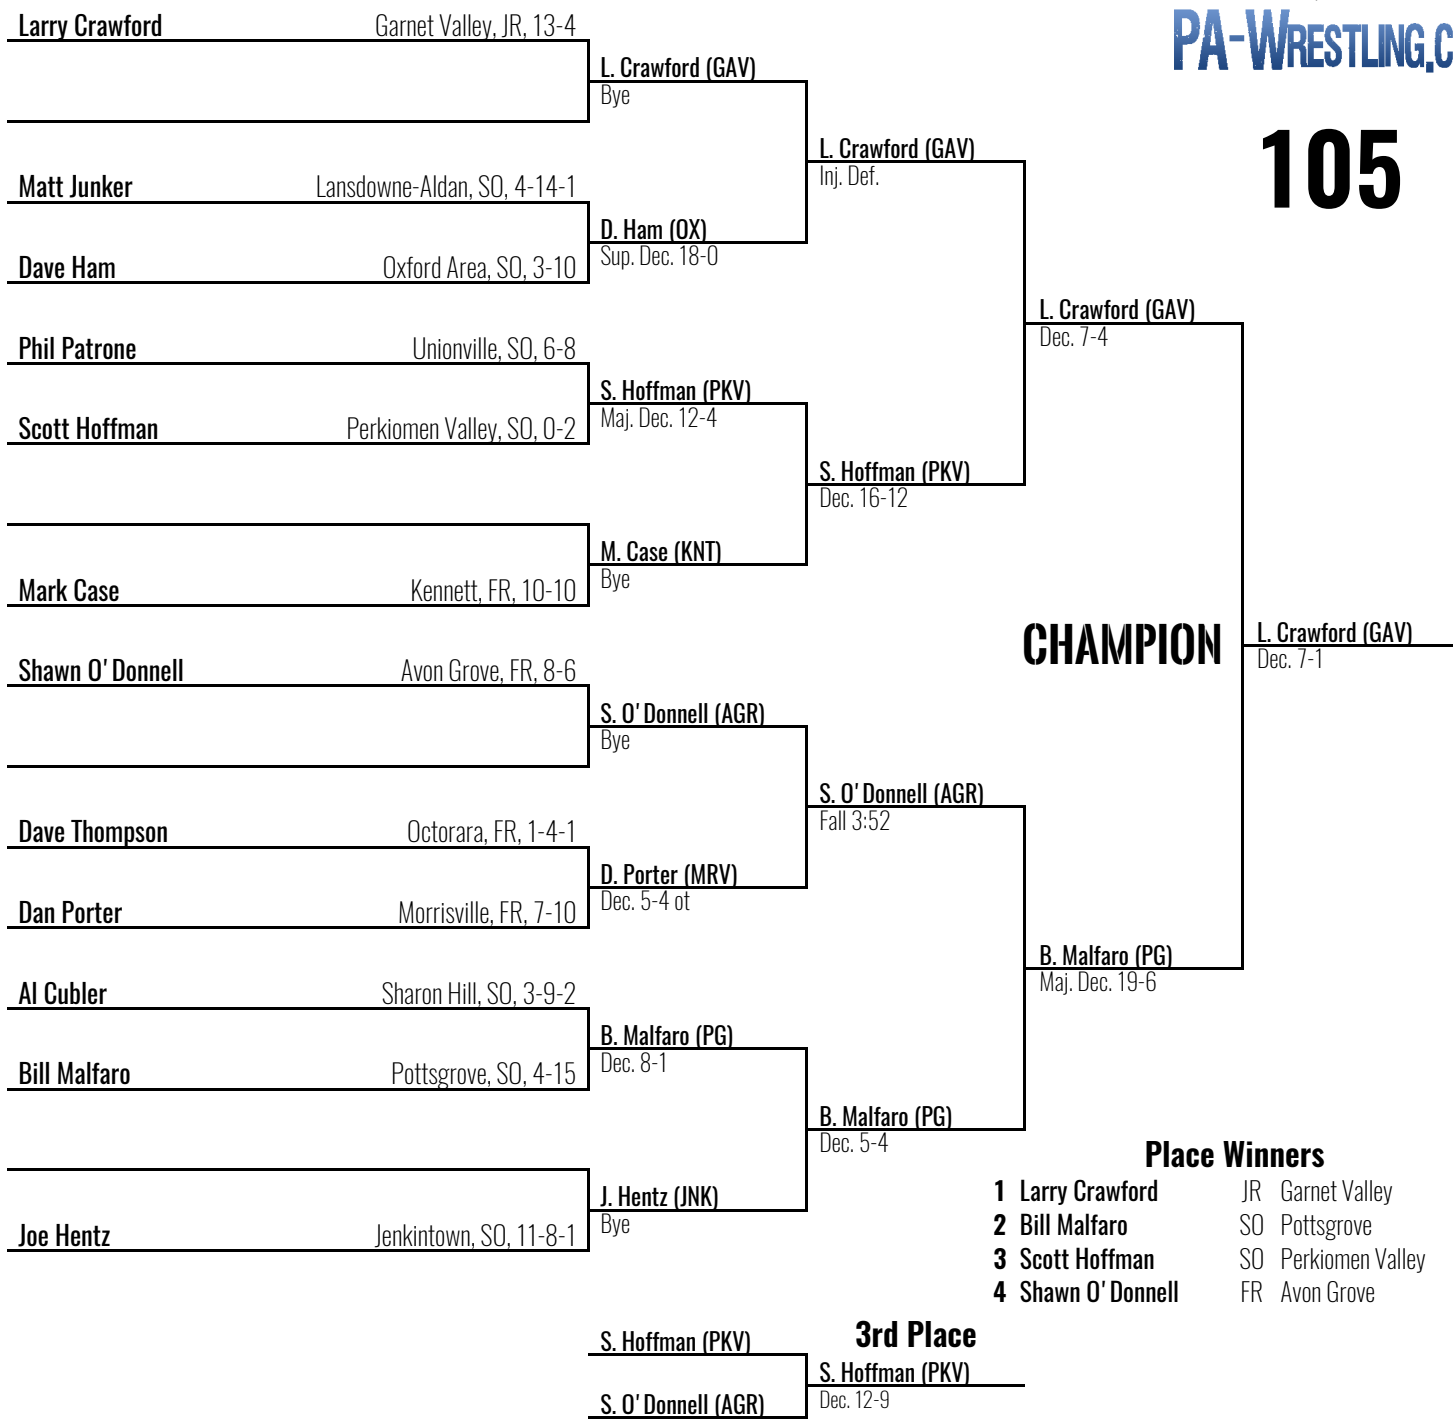 PA-WRESTLING.C
105
Larry Crawford Garnet Valley, JR, 13-4
L. Crawford (GAV)
Bye
L. Crawford (GAV)
Inj. Def.
Matt Junker Lansdowne-Aldan, SO, 4-14-1
D. Ham (OX)
Sup. Dec. 18-0
Dave Ham Oxford Area, SO, 3-10
L. Crawford (GAV)
Dec. 7-4
Phil Patrone Unionville, SO, 6-8
S. Hoffman (PKV)
Maj. Dec. 12-4
Scott Hoffman Perkiomen Valley, SO, 0-2
S. Hoffman (PKV)
Dec. 16-12
M. Case (KNT)
Bye
Mark Case Kennett, FR, 10-10
CHAMPION
L. Crawford (GAV)
Dec. 7-1
Shawn O'Donnell Avon Grove, FR, 8-6
S. O'Donnell (AGR)
Bye
S. O'Donnell (AGR)
Fall 3:52
Dave Thompson Octorara, FR, 1-4-1
D. Porter (MRV)
Dec. 5-4 ot
Dan Porter Morrisville, FR, 7-10
B. Malfaro (PG)
Maj. Dec. 19-6
Al Cubler Sharon Hill, SO, 3-9-2
B. Malfaro (PG)
Dec. 8-1
Bill Malfaro Pottsgrove, SO, 4-15
B. Malfaro (PG)
Dec. 5-4
J. Hentz (JNK)
Bye
Joe Hentz Jenkintown, SO, 11-8-1
Place Winners
1 Larry Crawford JR Garnet Valley
2 Bill Malfaro SO Pottsgrove
3 Scott Hoffman SO Perkiomen Valley
4 Shawn O'Donnell FR Avon Grove
3rd Place
S. Hoffman (PKV)
S. O'Donnell (AGR)
S. Hoffman (PKV)
Dec. 12-9